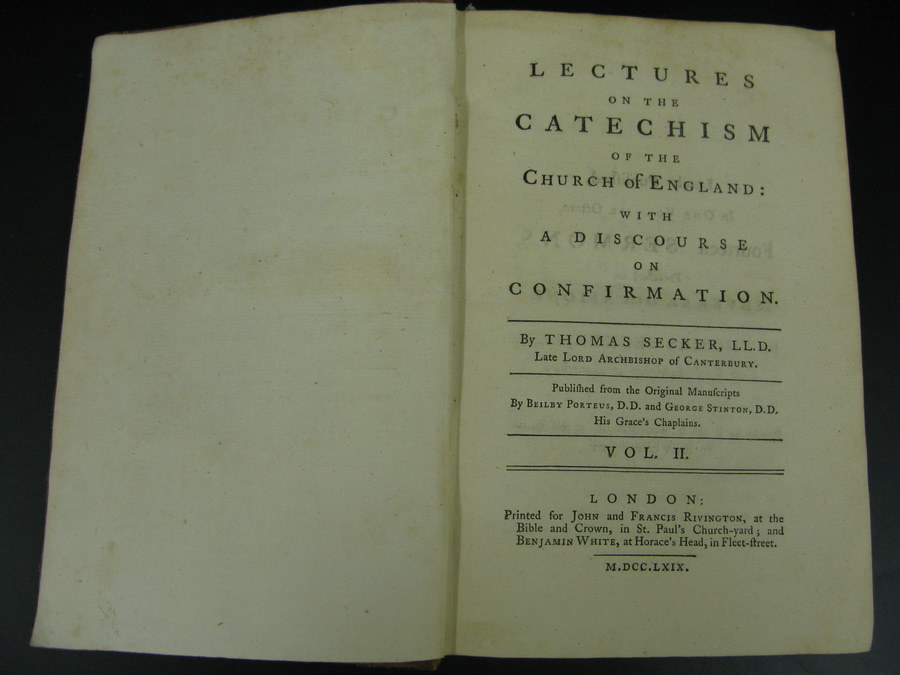 LECTURES
ON THE
CATECHISM
OF THE
CHURCH of ENGLAND:
WITH
A DISCOURSE
ON
CONFIRMATION.
By THOMAS SECKER, LL.D.
Late LORD ARCHBISHOP of CANTERBURY.
Publiſhed from the Original Manuſcripts
By BEILBY PORTEUS, D.D. and GEORGE STINTON, D.D.
His Grace's Chaplains.
VOL. II.
LONDON:
Printed for JOHN and FRANCIS RIVINGTON, at the
Bible and Crown, in St. Paul's Church-yard; and
BENJAMIN WHITE, at Horace's Head, in Fleet-ſtreet.
M.DCC.LXIX.